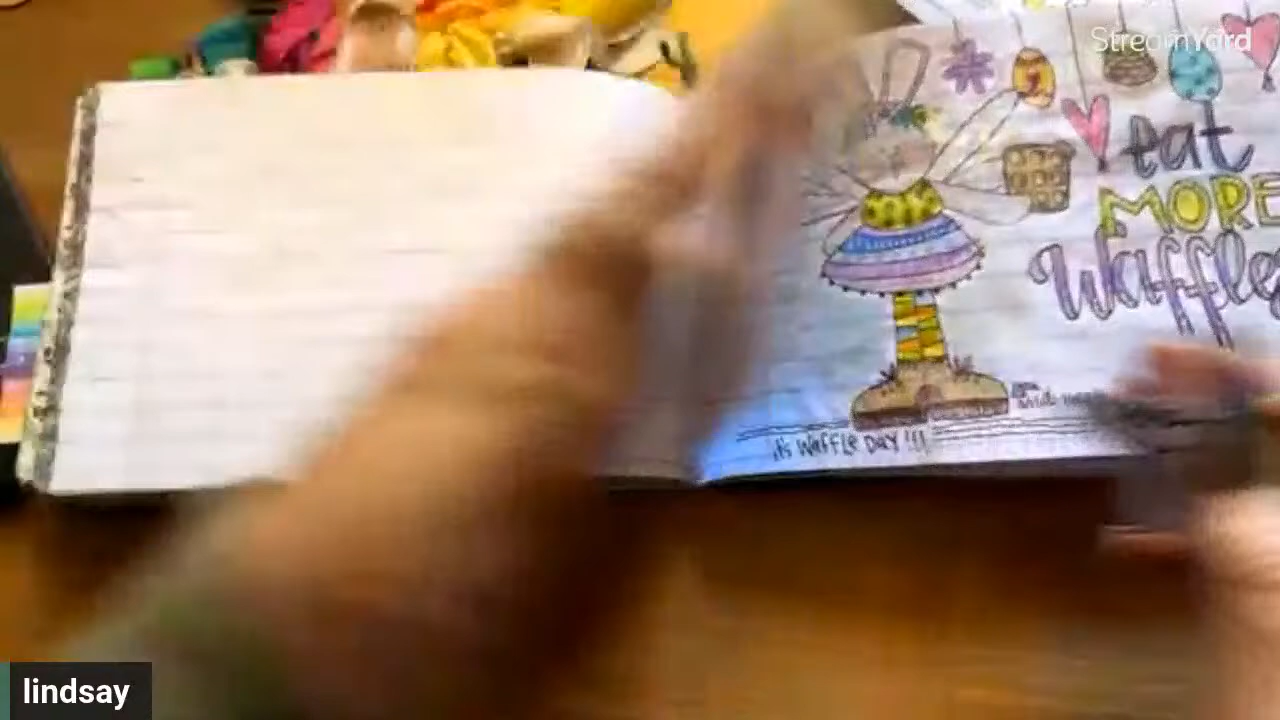 StreamYard
eat
MORE
Waffle
it's WAFFLE DAY !!!
lindsay